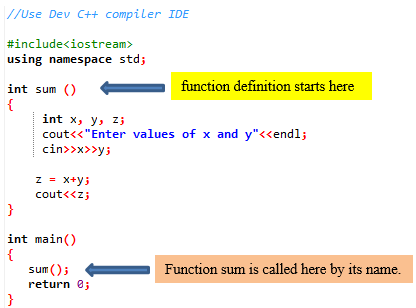 //Use Dev C++ compiler IDE
#include<iostream>
using namespace std;
int sum ()
function definition starts here
{
int x, y, z;
cout<<"Enter values of x and y"<<endl;
cin>>x>>y;
z = x+y;
cout<<z;
}
int main()
{
sum();
Function sum is called here by its name.
return 0;
}